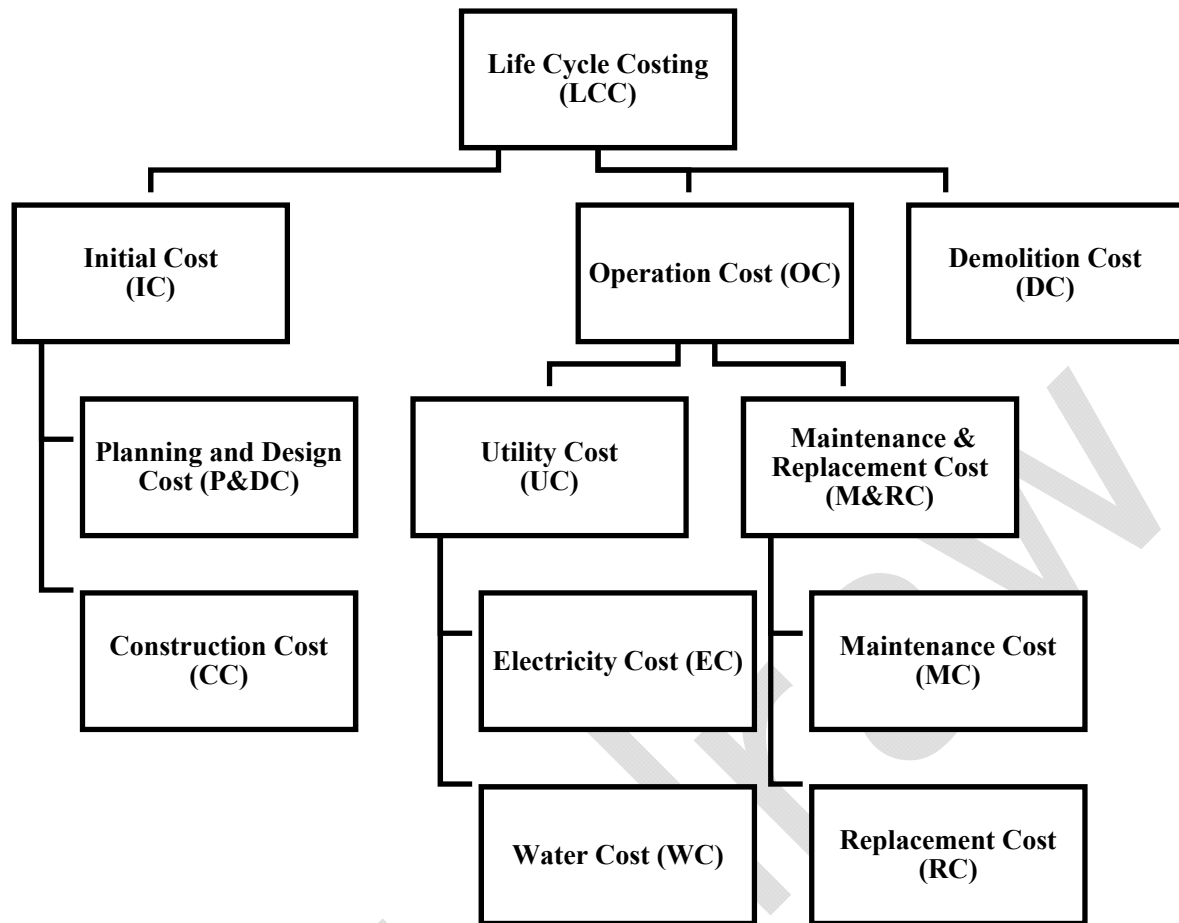 Life Cycle Costing
(LCC)
Initial Cost
(IC)
Operation Cost (OC)
Demolition Cost
(DC)
Planning and Design
Cost (P&DC)
Utility Cost
(UC)
Maintenance &
Replacement Cost
(M&RC)
Construction Cost
(CC)
Electricity Cost (EC)
Maintenance Cost
(MC)
Water Cost (WC)
Replacement Cost
(RC)